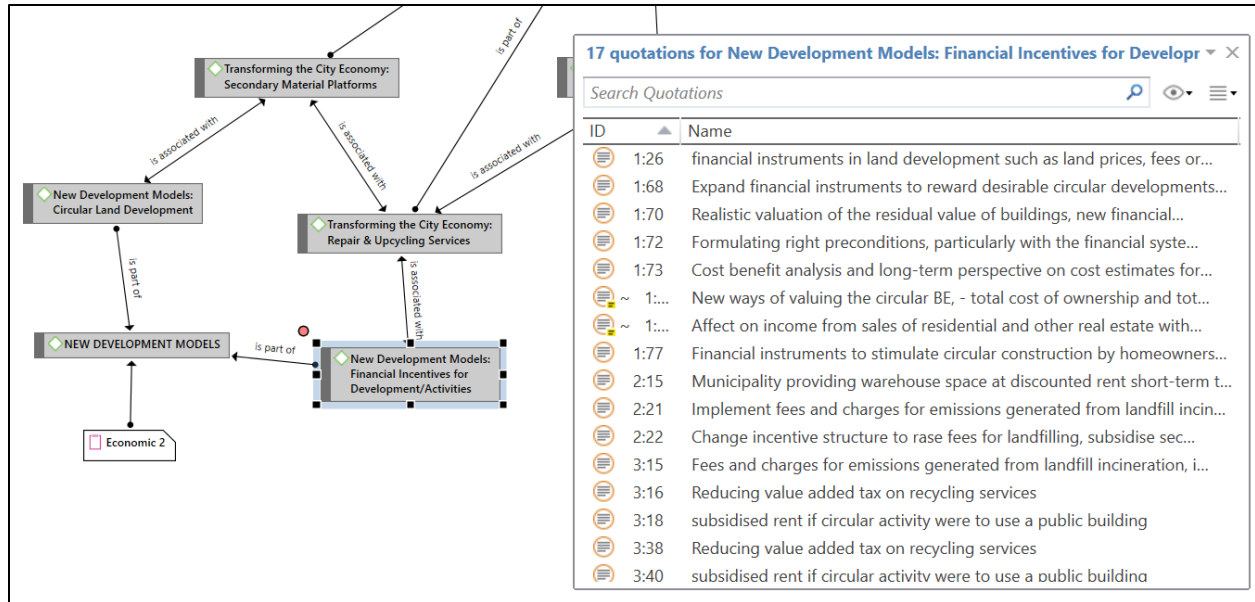 is part of
Transforming the City Economy:
Secondary Material Platforms
is associated with
is associated with
is associated with
New Development Models:
Circular Land Development
Transforming the City Economy:
Repair & Upcycling Services
is part of
is associated with
NEW DEVELOPMENT MODELS
is part of
New Development Models:
Financial Incentives for
Development/Activities
Economic 2
17 quotations for New Development Models: Financial Incentives for Developr
Search Quotations
ID Name
1:26 financial instruments in land development such as land prices, fees or...
1:68 Expand financial instruments to reward desirable circular developments...
1:70 Realistic valuation of the residual value of buildings, new financial...
1:72 Formulating right preconditions, particularly with the financial syste...
1:73 Cost benefit analysis and long-term perspective on cost estimates for...
~ 1:... New ways of valuing the circular BE, - total cost of ownership and tot...
~ 1:... Affect on income from sales of residential and other real estate with...
1:77 Financial instruments to stimulate circular construction by homeowners...
2:15 Municipality providing warehouse space at discounted rent short-term t...
2:21 Implement fees and charges for emissions generated from landfill incin...
2:22 Change incentive structure to rase fees for landfilling, subsidise sec...
3:15 Fees and charges for emissions generated from landfill incineration, i...
3:16 Reducing value added tax on recycling services
3:18 subsidised rent if circular activity were to use a public building
3:38 Reducing value added tax on recycling services
3:40 subsidised rent if circular activity were to use a public building